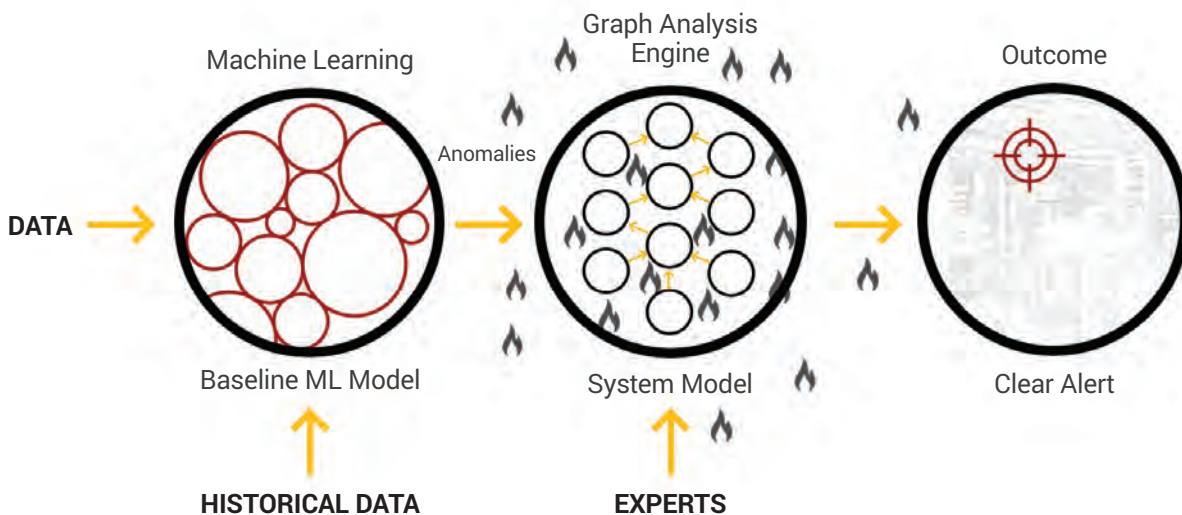 Graph Analysis
Engine
Machine Learning
Outcome
Anomalies
DATA
Baseline ML Model
System Model
Clear Alert
HISTORICAL DATA
EXPERTS